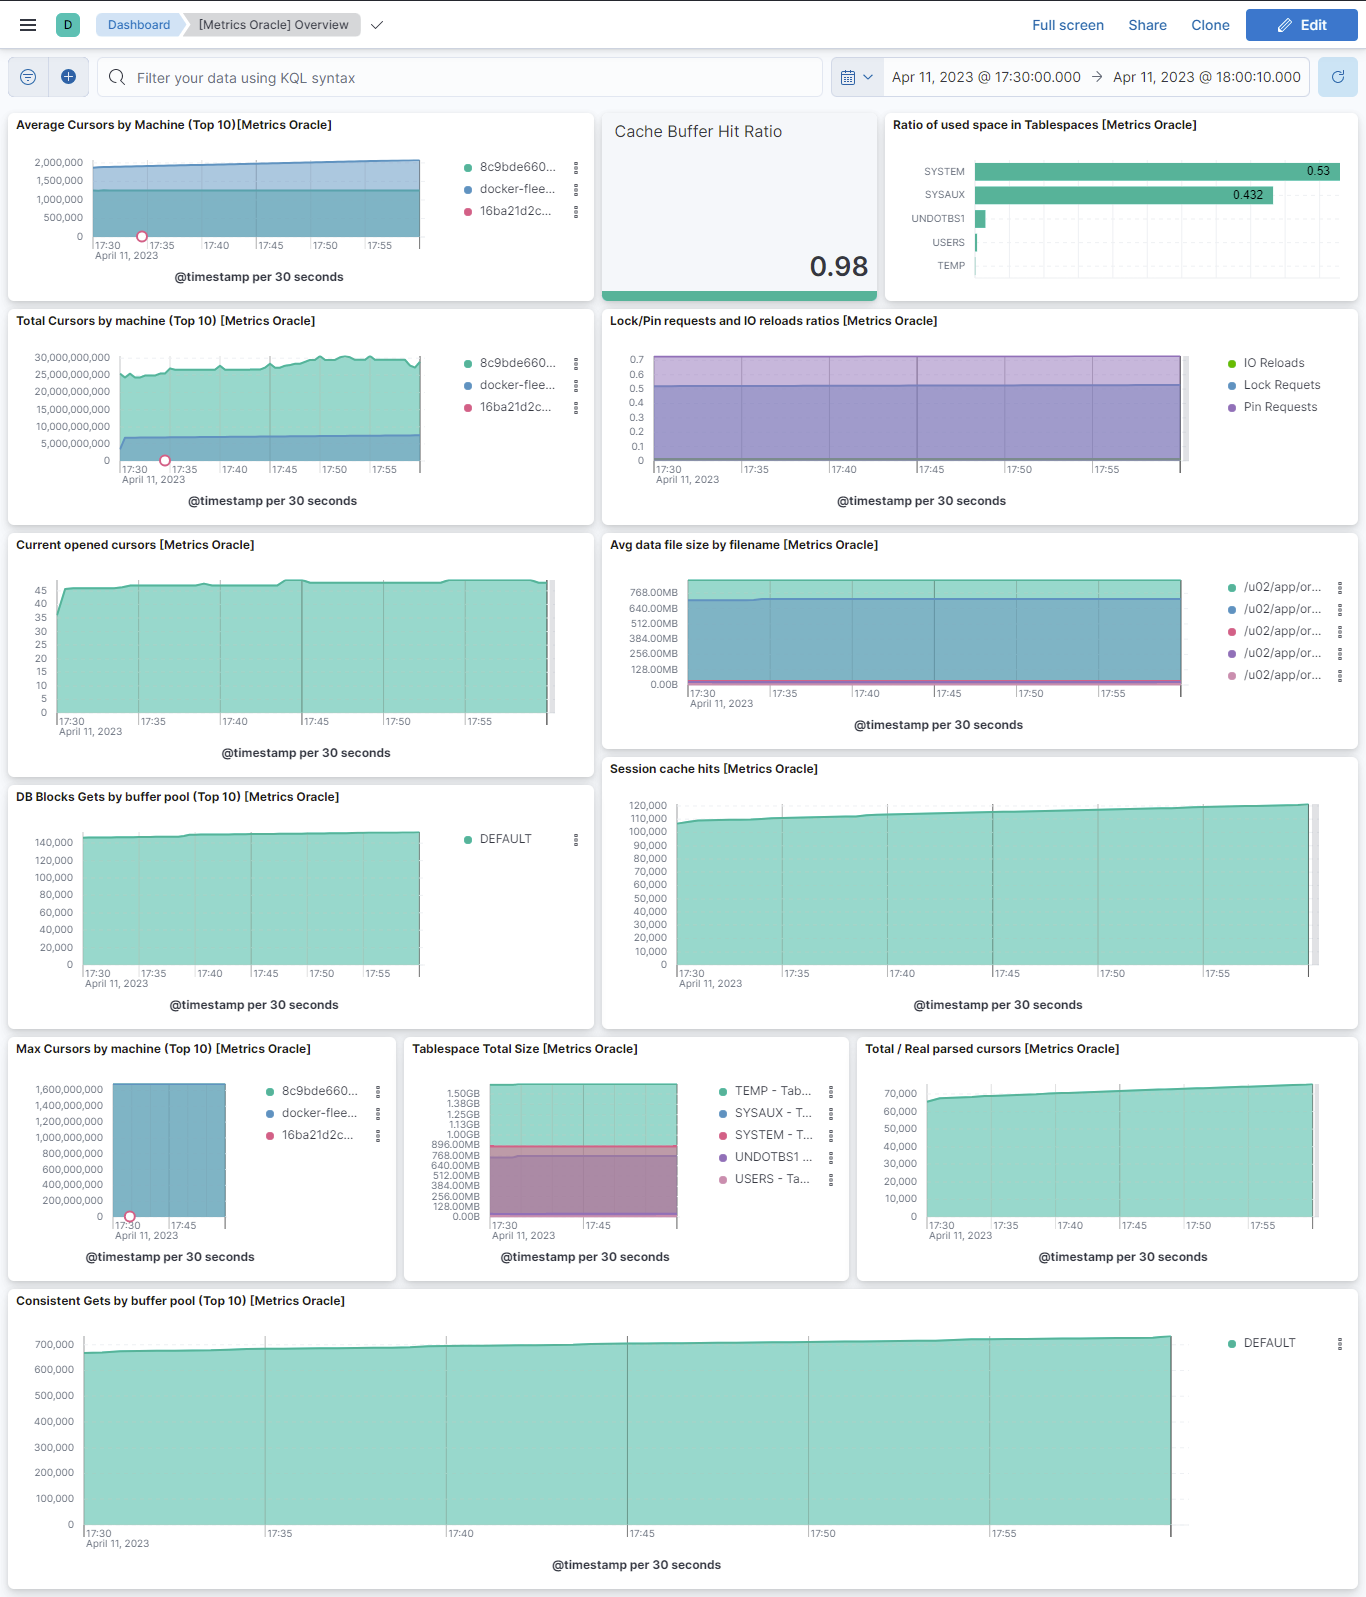 D
Dashboard
[Metrics Oracle] Overview
Full screen
Share
Clone
Edit
Filter your data using KQL syntax
Apr 11, 2023 @ 17:30:00.000 → Apr 11, 2023 @ 18:00:10.000
Average Cursors by Machine (Top 10)[Metrics Oracle]
2,000,000
1,500,000
1,000,000
500,000
0
17:30 17:35 17:40 17:45 17:50 17:55
April 11, 2023
@timestamp per 30 seconds
8c9bde660...
docker-flee...
16ba21d2c...
Cache Buffer Hit Ratio
0.98
Ratio of used space in Tablespaces [Metrics Oracle]
SYSTEM 0.53
SYSAUX 0.432
UNDOTBS1
USERS
TEMP
Total Cursors by machine (Top 10) [Metrics Oracle]
30,000,000,000
25,000,000,000
20,000,000,000
15,000,000,000
10,000,000,000
5,000,000,000
0
17:30 17:35 17:40 17:45 17:50 17:55
April 11, 2023
@timestamp per 30 seconds
8c9bde660...
docker-flee...
16ba21d2c...
Lock/Pin requests and IO reloads ratios [Metrics Oracle]
0.7
0.6
0.5
0.4
0.3
0.2
0.1
0
17:30 17:35 17:40 17:45 17:50 17:55
April 11, 2023
@timestamp per 30 seconds
IO Reloads
Lock Requets
Pin Requests
Current opened cursors [Metrics Oracle]
45
40
35
30
25
20
15
10
5
0
17:30 17:35 17:40 17:45 17:50 17:55
April 11, 2023
@timestamp per 30 seconds
Avg data file size by filename [Metrics Oracle]
768.00MB
640.00MB
512.00MB
384.00MB
256.00MB
128.00MB
0.00B
17:30 17:35 17:40 17:45 17:50 17:55
April 11, 2023
@timestamp per 30 seconds
/u02/app/or...
/u02/app/or...
/u02/app/or...
/u02/app/or...
/u02/app/or...
DB Blocks Gets by buffer pool (Top 10) [Metrics Oracle]
140,000
120,000
100,000
80,000
60,000
40,000
20,000
0
17:30 17:35 17:40 17:45 17:50 17:55
April 11, 2023
@timestamp per 30 seconds
DEFAULT
Session cache hits [Metrics Oracle]
120,000
110,000
100,000
90,000
80,000
70,000
60,000
50,000
40,000
30,000
20,000
10,000
0
17:30 17:35 17:40 17:45 17:50 17:55
April 11, 2023
@timestamp per 30 seconds
Max Cursors by machine (Top 10) [Metrics Oracle]
1,600,000,000
1,400,000,000
1,200,000,000
1,000,000,000
800,000,000
600,000,000
400,000,000
200,000,000
0
17:30 17:45
April 11, 2023
@timestamp per 30 seconds
8c9bde660...
docker-flee...
16ba21d2c...
Tablespace Total Size [Metrics Oracle]
1.50GB
1.38GB
1.25GB
1.13GB
1.00GB
896.00MB
768.00MB
640.00MB
512.00MB
384.00MB
256.00MB
128.00MB
0.00B
17:30 17:45
April 11, 2023
@timestamp per 30 seconds
TEMP - Tab...
SYSAUX - T...
SYSTEM - T...
UNDOTBS1 ...
USERS - Ta...
Total / Real parsed cursors [Metrics Oracle]
70,000
60,000
50,000
40,000
30,000
20,000
10,000
0
17:30 17:35 17:40 17:45 17:50 17:55
April 11, 2023
@timestamp per 30 seconds
Consistent Gets by buffer pool (Top 10) [Metrics Oracle]
700,000
600,000
500,000
400,000
300,000
200,000
100,000
0
17:30 17:35 17:40 17:45 17:50 17:55
April 11, 2023
@timestamp per 30 seconds
DEFAULT